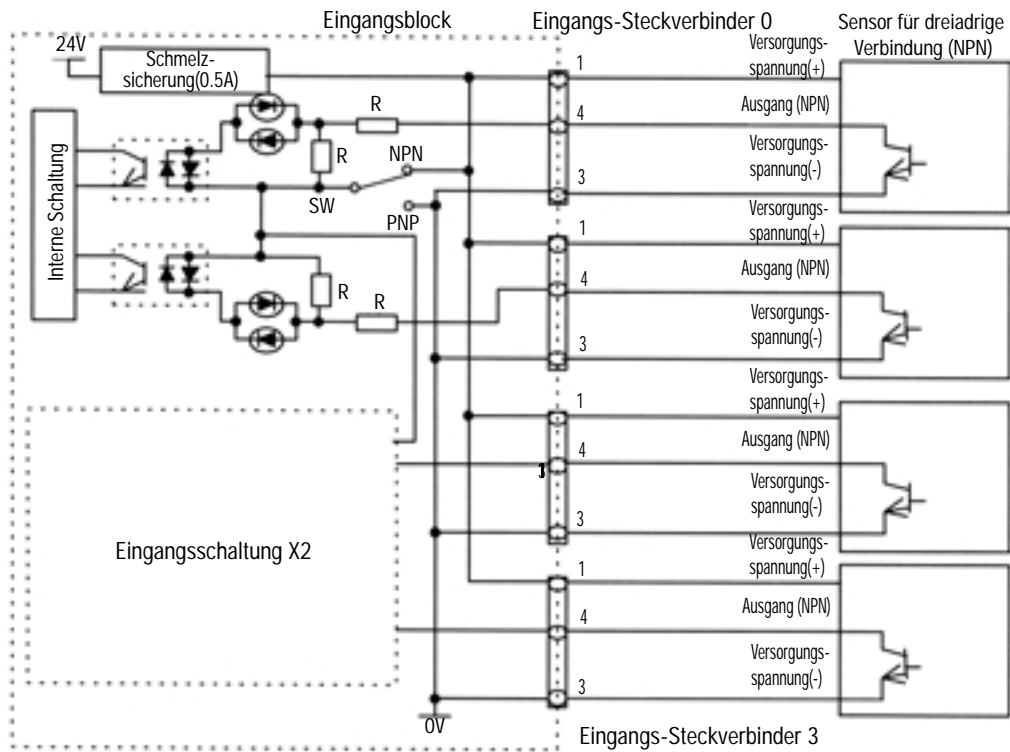 Eingangsblock
Eingangs-Steckverbinder 0
Sensor für dreiadrige
Verbindung (NPN)
24V
Schmelz-
sicherung(0.5A)
Interne Schaltung
R
R
NPN
SW
PNP
R
R
1
Versorgungs-
spannung(+)
4
Ausgang (NPN)
3
Versorgungs-
spannung(-)
1
Versorgungs-
spannung(+)
4
Ausgang (NPN)
3
Versorgungs-
spannung(-)
1
Versorgungs-
spannung(+)
4
Ausgang (NPN)
3
Versorgungs-
spannung(-)
1
Versorgungs-
spannung(+)
4
Ausgang (NPN)
3
Versorgungs-
spannung(-)
Eingangsschaltung X2
0V
Eingangs-Steckverbinder 3